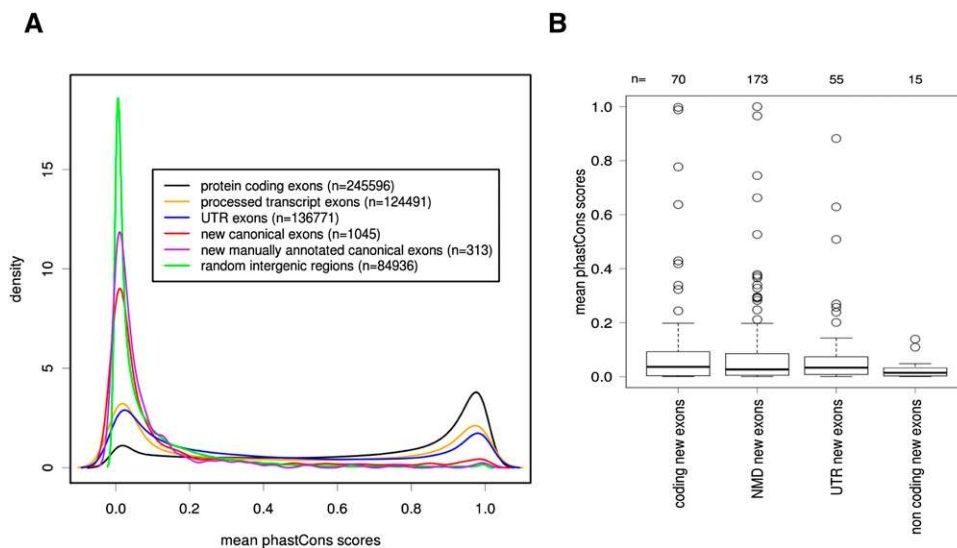 A
density
0
5
10
15
protein coding exons (n=245596)
processed transcript exons (n=124491)
UTR exons (n=136771)
new canonical exons (n=1045)
new manually annotated canonical exons (n=313)
random intergenic regions (n=84936)
0.0 0.2 0.4 0.6 0.8 1.0
mean phastCons scores
B
n= 70 173 55 15
mean phastCons scores
1.0
0.8
0.6
0.4
0.2
0.0
coding new exons
NMD new exons
UTR new exons
non coding new exons